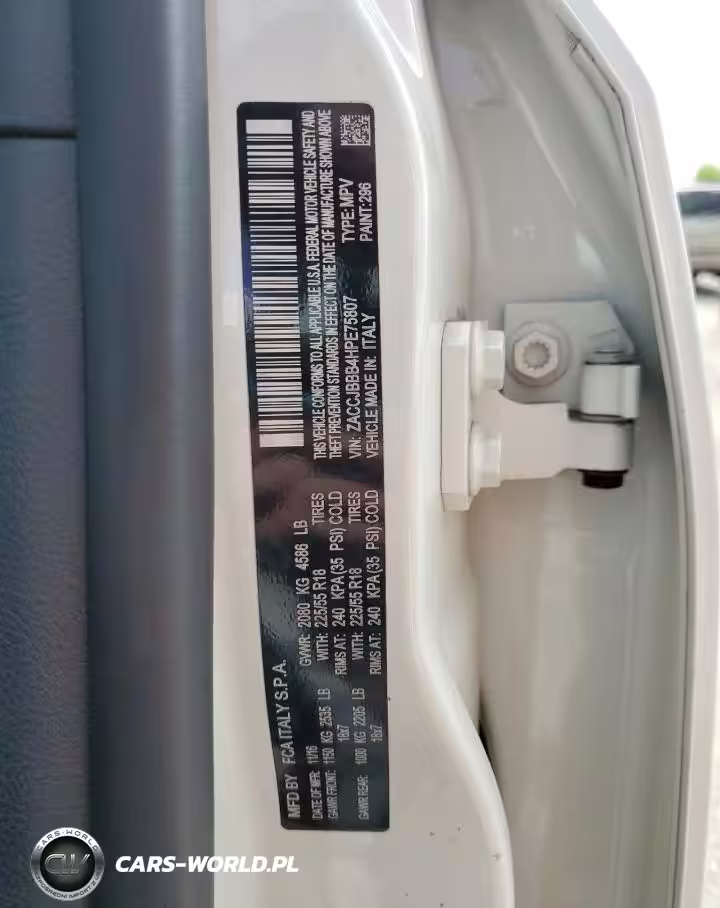 MFD BY FCA ITALY S.P.A.
DATE OF MFR: 11/16 GVWR: 2080 KG 4586 LB
GAWR FRONT: 1150 KG 2535 LB WITH: 225/55 R18 TIRES
18x7 RIMS AT: 240 KPA (35 PSI) COLD
GAWR REAR: 1000 KG 2205 LB WITH: 225/55 R18 TIRES
18x7 RIMS AT: 240 KPA (35 PSI) COLD
THIS VEHICLE CONFORMS TO ALL APPLICABLE U.S.A. FEDERAL MOTOR VEHICLE SAFETY AND
THEFT PREVENTION STANDARDS IN EFFECT ON THE DATE OF MANUFACTURE SHOWN ABOVE
VIN: ZACCJBBB4HPE75807 TYPE: MPV
VEHICLE MADE IN: ITALY PAINT: 296
CARS-WORLD
CW
CARS-WORLD.PL